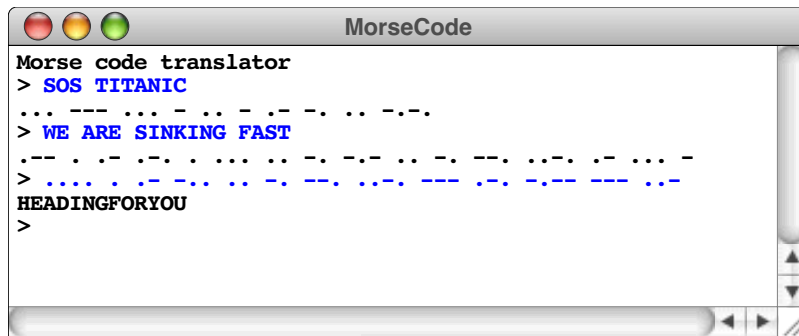 MorseCode
Morse code translator
> SOS TITANIC
... --- ... - .. - .- -. .. -.-.
> WE ARE SINKING FAST
.-- . .- .-. . ... .. -. -.- .. -. --. ..-. .- ... -
> .... . .- -.. .. -. --. ..-. --- .-. -.-- --- ..-
HEADINGFORYOU
>